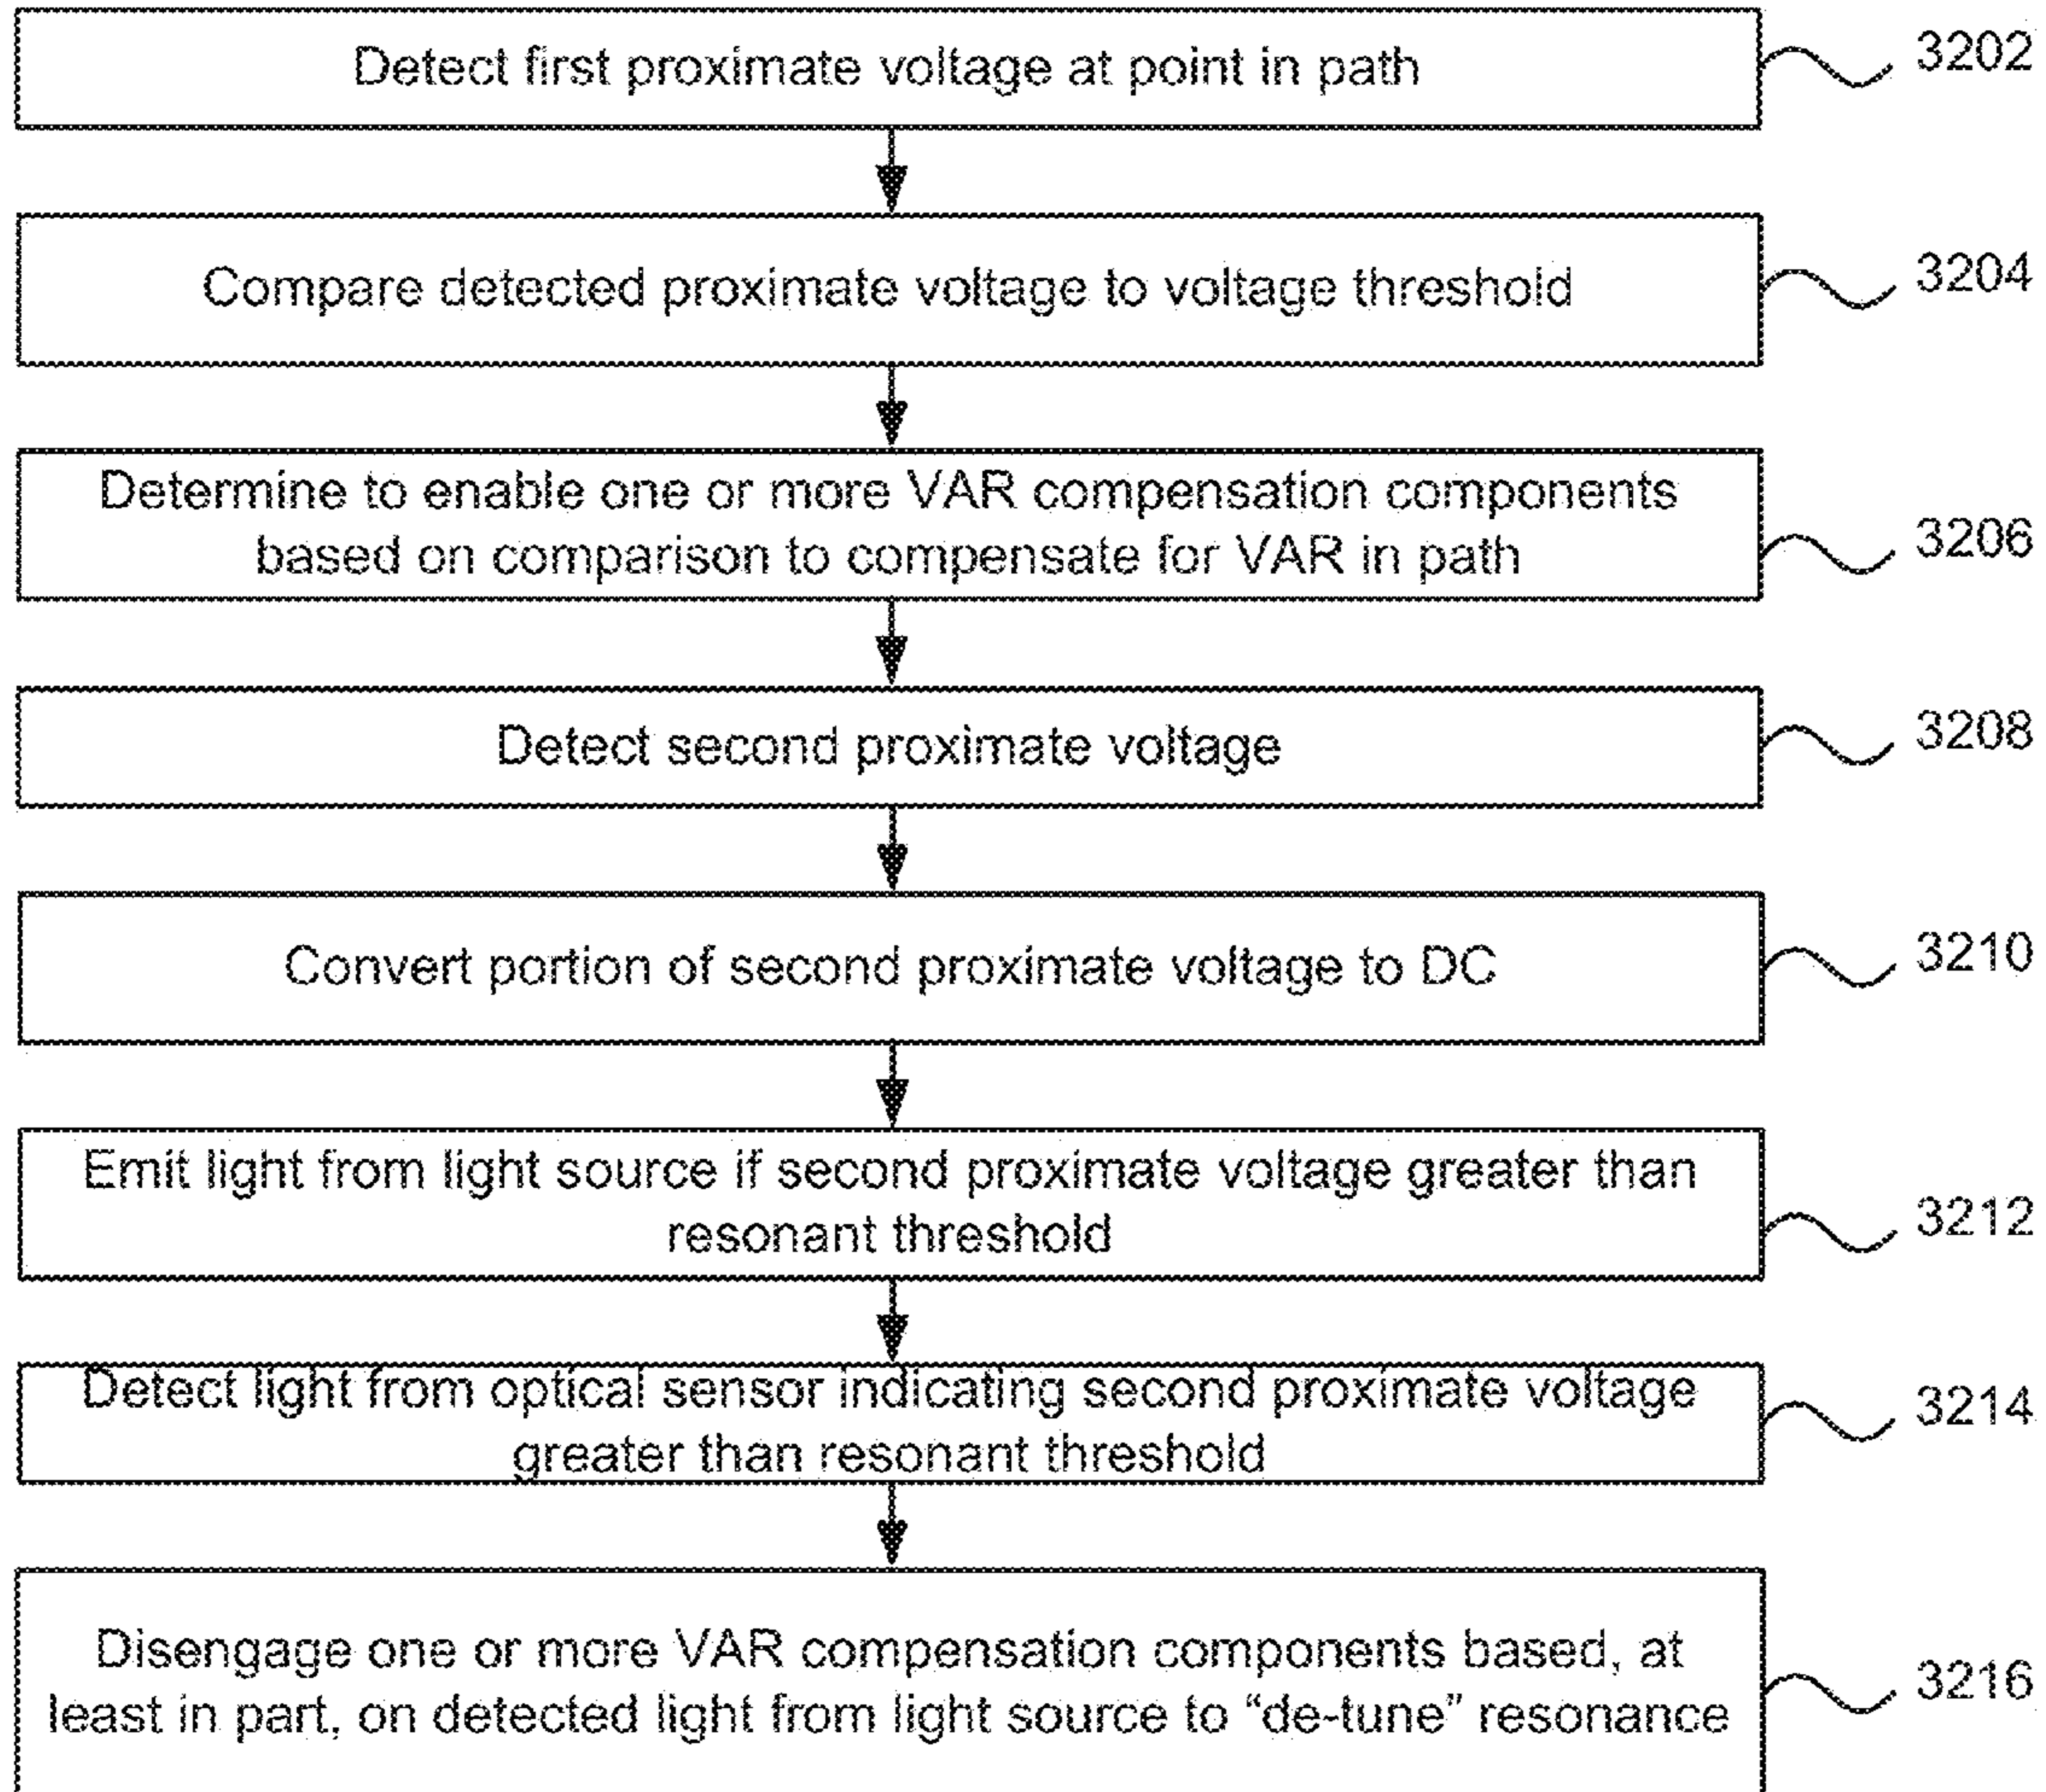 Detect first proximate voltage at point in path
3202
Compare detected proximate voltage to voltage threshold
3204
Determine to enable one or more VAR compensation components
based on comparison to compensate for VAR in path
3206
Detect second proximate voltage
3208
Convert portion of second proximate voltage to DC
3210
Emit light from light source if second proximate voltage greater than
resonant threshold
3212
Detect light from optical sensor indicating second proximate voltage
greater than resonant threshold
3214
Disengage one or more VAR compensation components based, at
least in part, on detected light from light source to “de-tune” resonance
3216